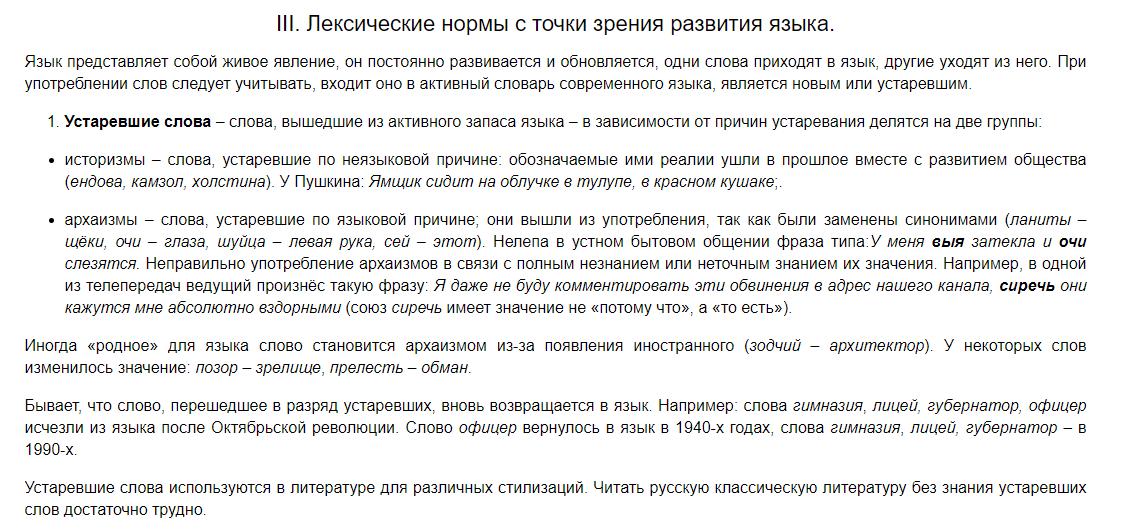 III. Лексические нормы с точки зрения развития языка.
Язык представляет собой живое явление, он постоянно развивается и обновляется, одни слова приходят в язык, другие уходят из него. При
употреблении слов следует учитывать, входит оно в активный словарь современного языка, является новым или устаревшим.
1. Устаревшие слова – слова, вышедшие из активного запаса языка – в зависимости от причин устаревания делятся на две группы:
• историзмы – слова, устаревшие по неязыковой причине: обозначаемые ими реалии ушли в прошлое вместе с развитием общества
(ендова, камзол, холстина). У Пушкина: Ямщик сидит на облучке в тулупе, в красном кушаке;.
• архаизмы – слова, устаревшие по языковой причине; они вышли из употребления, так как были заменены синонимами (ланиты –
щёки, очи – глаза, шуйца – левая рука, сей – этот). Нелепа в устном бытовом общении фраза типа:У меня выя затекла и очи
слезятся. Неправильно употребление архаизмов в связи с полным незнанием или неточным знанием их значения. Например, в одной
из телепередач ведущий произнёс такую фразу: Я даже не буду комментировать эти обвинения в адрес нашего канала, сиречь они
кажутся мне абсолютно вздорными (союз сиречь имеет значение не «потому что», а «то есть»).
Иногда «родное» для языка слово становится архаизмом из-за появления иностранного (зодчий – архитектор). У некоторых слов
изменилось значение: позор – зрелище, прелесть – обман.
Бывает, что слово, перешедшее в разряд устаревших, вновь возвращается в язык. Например: слова гимназия, лицей, губернатор, офицер
исчезли из языка после Октябрьской революции. Слово офицер вернулось в язык в 1940-х годах, слова гимназия, лицей, губернатор – в
1990-х.
Устаревшие слова используются в литературе для различных стилизаций. Читать русскую классическую литературу без знания устаревших
слов достаточно трудно.